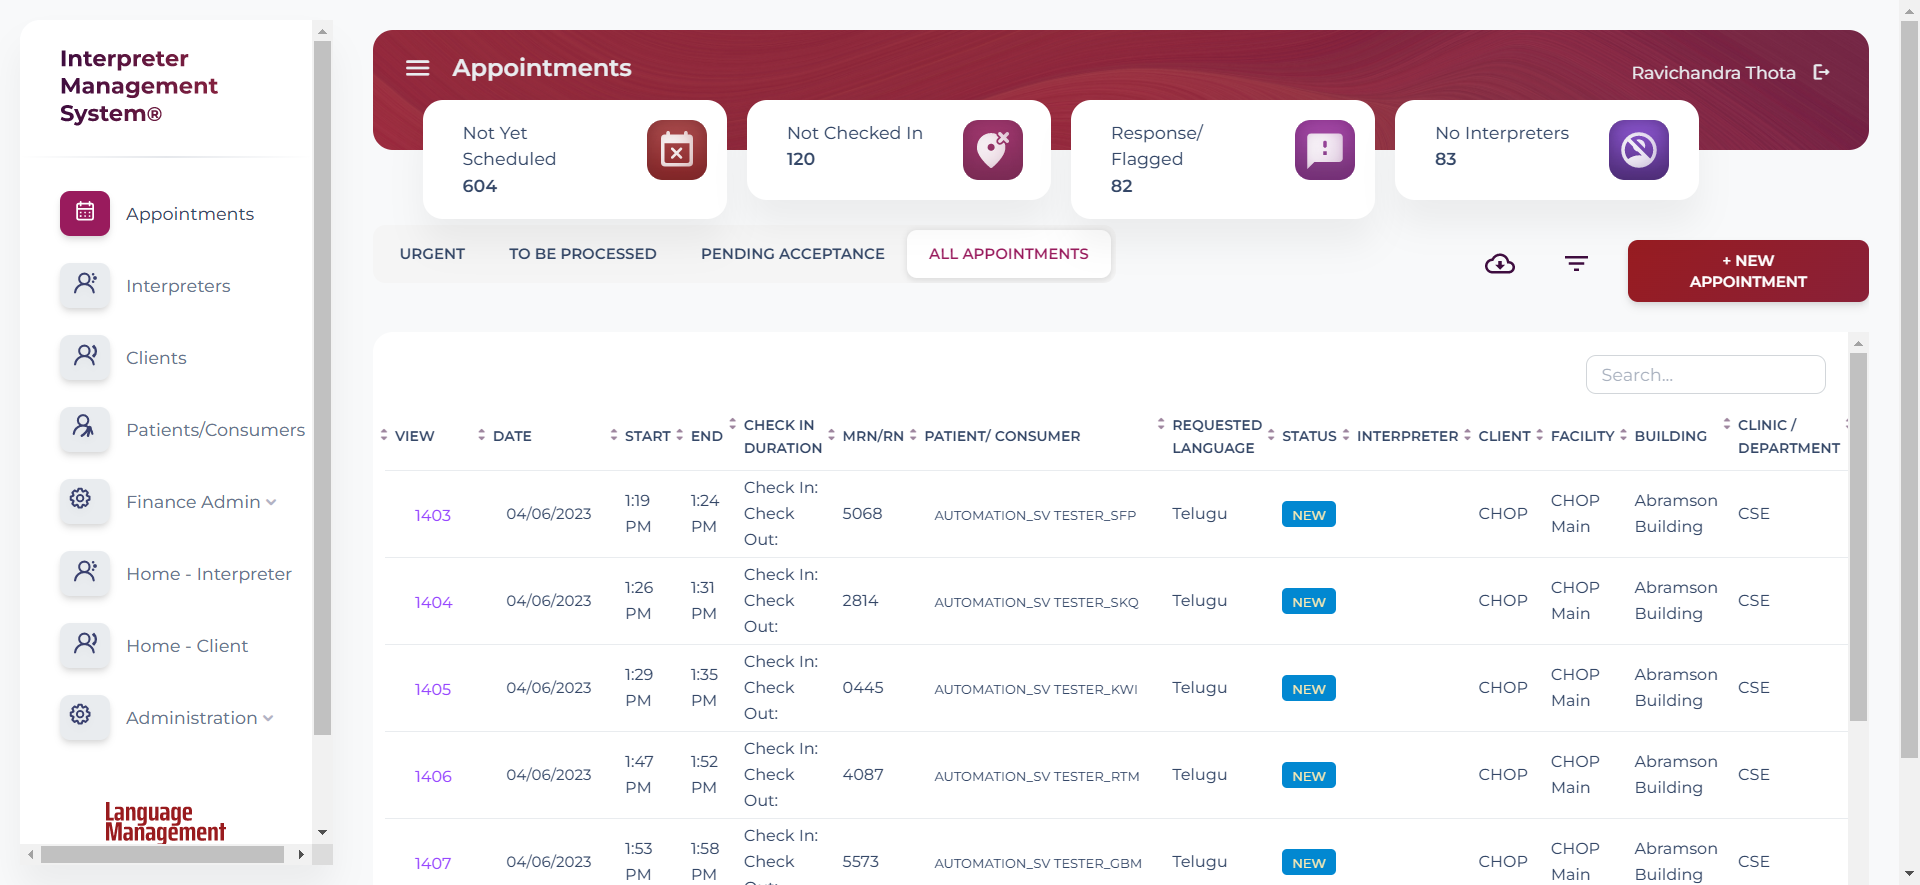 Interpreter
Management
System®
Appointments
Interpreters
Clients
Patients/Consumers
Finance Admin
Home - Interpreter
Home - Client
Administration
Language
Management
Appointments
Ravichandra Thota
Not Yet
Scheduled
604
Not Checked In
120
Response/
Flagged
82
No Interpreters
83
URGENT TO BE PROCESSED PENDING ACCEPTANCE ALL APPOINTMENTS
+ NEW
APPOINTMENT
Search...
VIEW DATE START END CHECK IN DURATION MRN/RN PATIENT/ CONSUMER REQUESTED LANGUAGE STATUS INTERPRETER CLIENT FACILITY BUILDING CLINIC / DEPARTMENT
1403 04/06/2023 1:19 PM 1:24 PM Check In: Check Out: 5068 AUTOMATION_SV TESTER_SFP Telugu NEW CHOP CHOP Main Abramson Building CSE
1404 04/06/2023 1:26 PM 1:31 PM Check In: Check Out: 2814 AUTOMATION_SV TESTER_SKQ Telugu NEW CHOP CHOP Main Abramson Building CSE
1405 04/06/2023 1:29 PM 1:35 PM Check In: Check Out: 0445 AUTOMATION_SV TESTER_KWI Telugu NEW CHOP CHOP Main Abramson Building CSE
1406 04/06/2023 1:47 PM 1:52 PM Check In: Check Out: 4087 AUTOMATION_SV TESTER_RTM Telugu NEW CHOP CHOP Main Abramson Building CSE
1407 04/06/2023 1:53 PM 1:58 PM Check In: Check 5573 AUTOMATION_SV TESTER_GBM Telugu NEW CHOP CHOP Main Abramson Building CSE